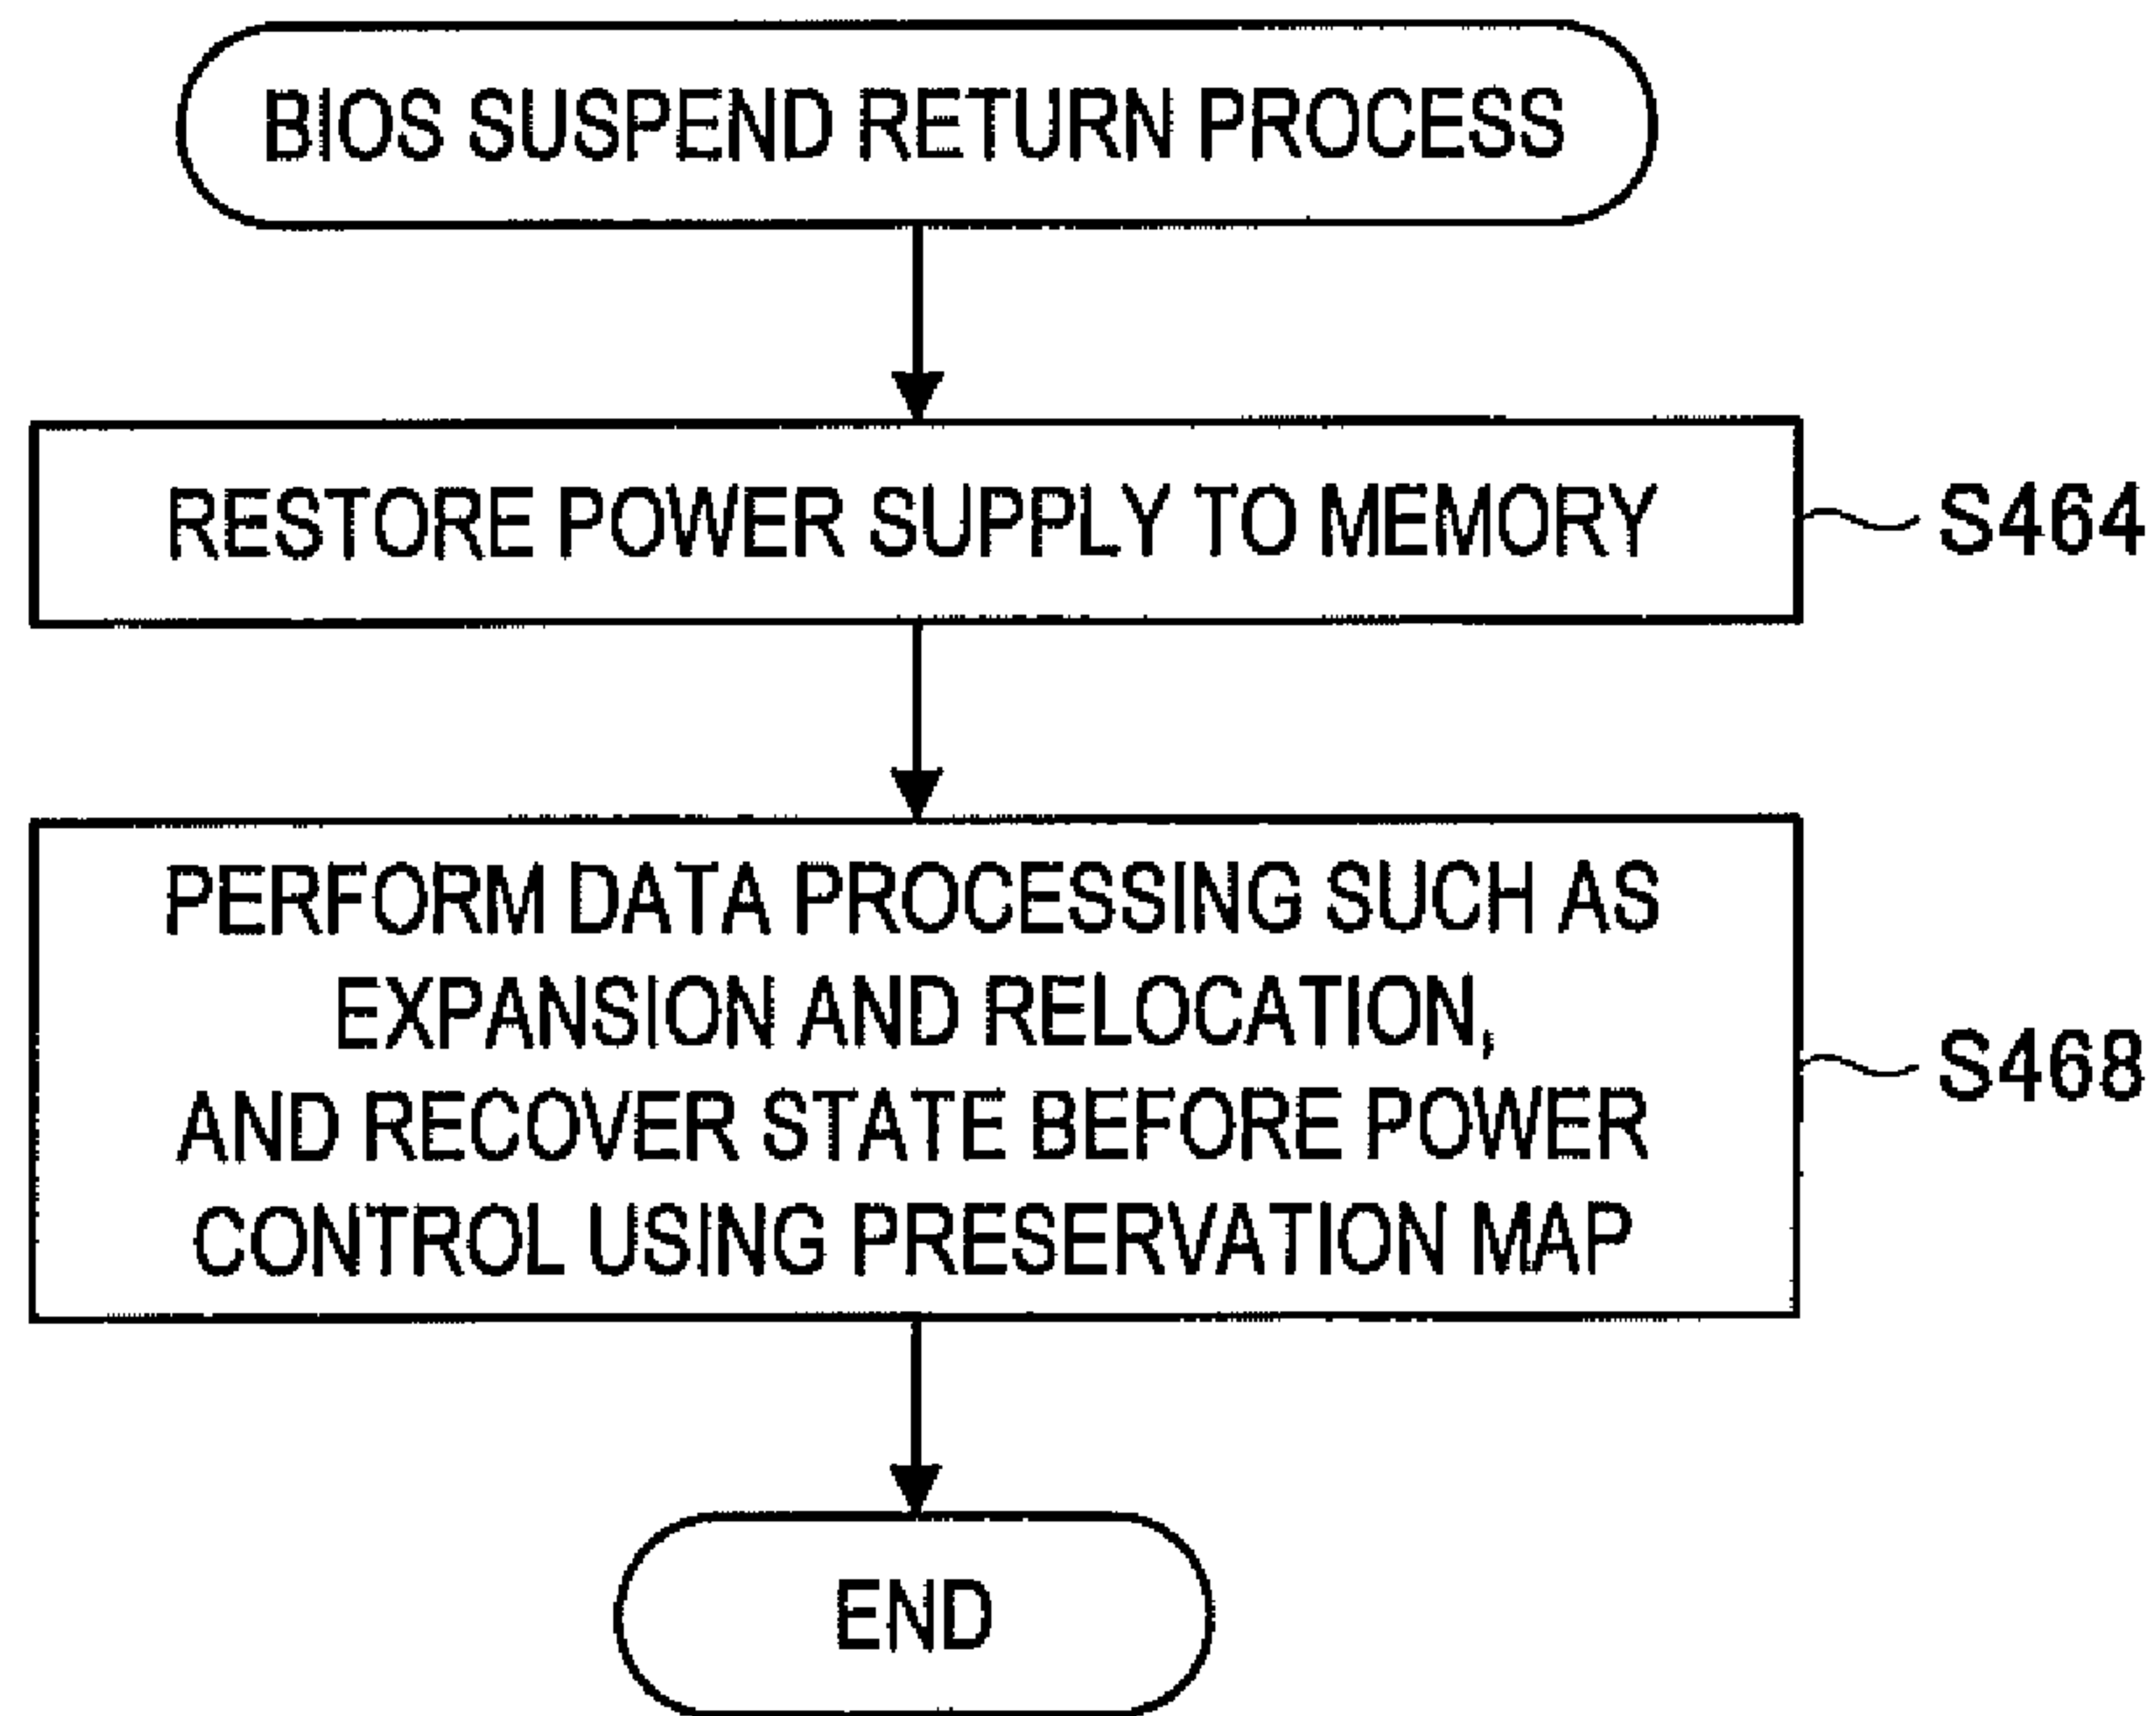 BIOS SUSPEND RETURN PROCESS
RESTORE POWER SUPPLY TO MEMORY
S464
PERFORM DATA PROCESSING SUCH AS
EXPANSION AND RELOCATION,
AND RECOVER STATE BEFORE POWER
CONTROL USING PRESERVATION MAP
S468
END